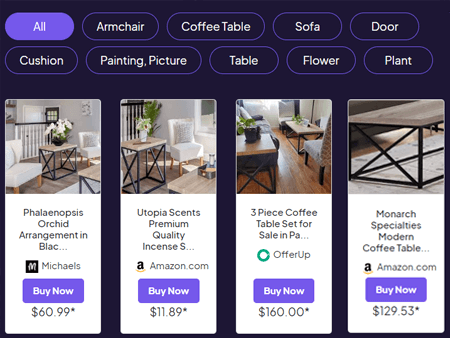 All
Armchair
Coffee Table
Sofa
Door
Cushion
Painting, Picture
Table
Flower
Plant
Phalaenopsis
Orchid
Arrangement in
Blac...
Michaels
Buy Now
$60.99*
Utopia Scents
Premium
Quality
Incense S...
Amazon.com
Buy Now
$11.89*
3 Piece Coffee
Table Set for
Sale in Pa...
OfferUp
Buy Now
$160.00*
Monarch
Specialties
Modern
Coffee Table...
Amazon.com
Buy Now
$129.53*